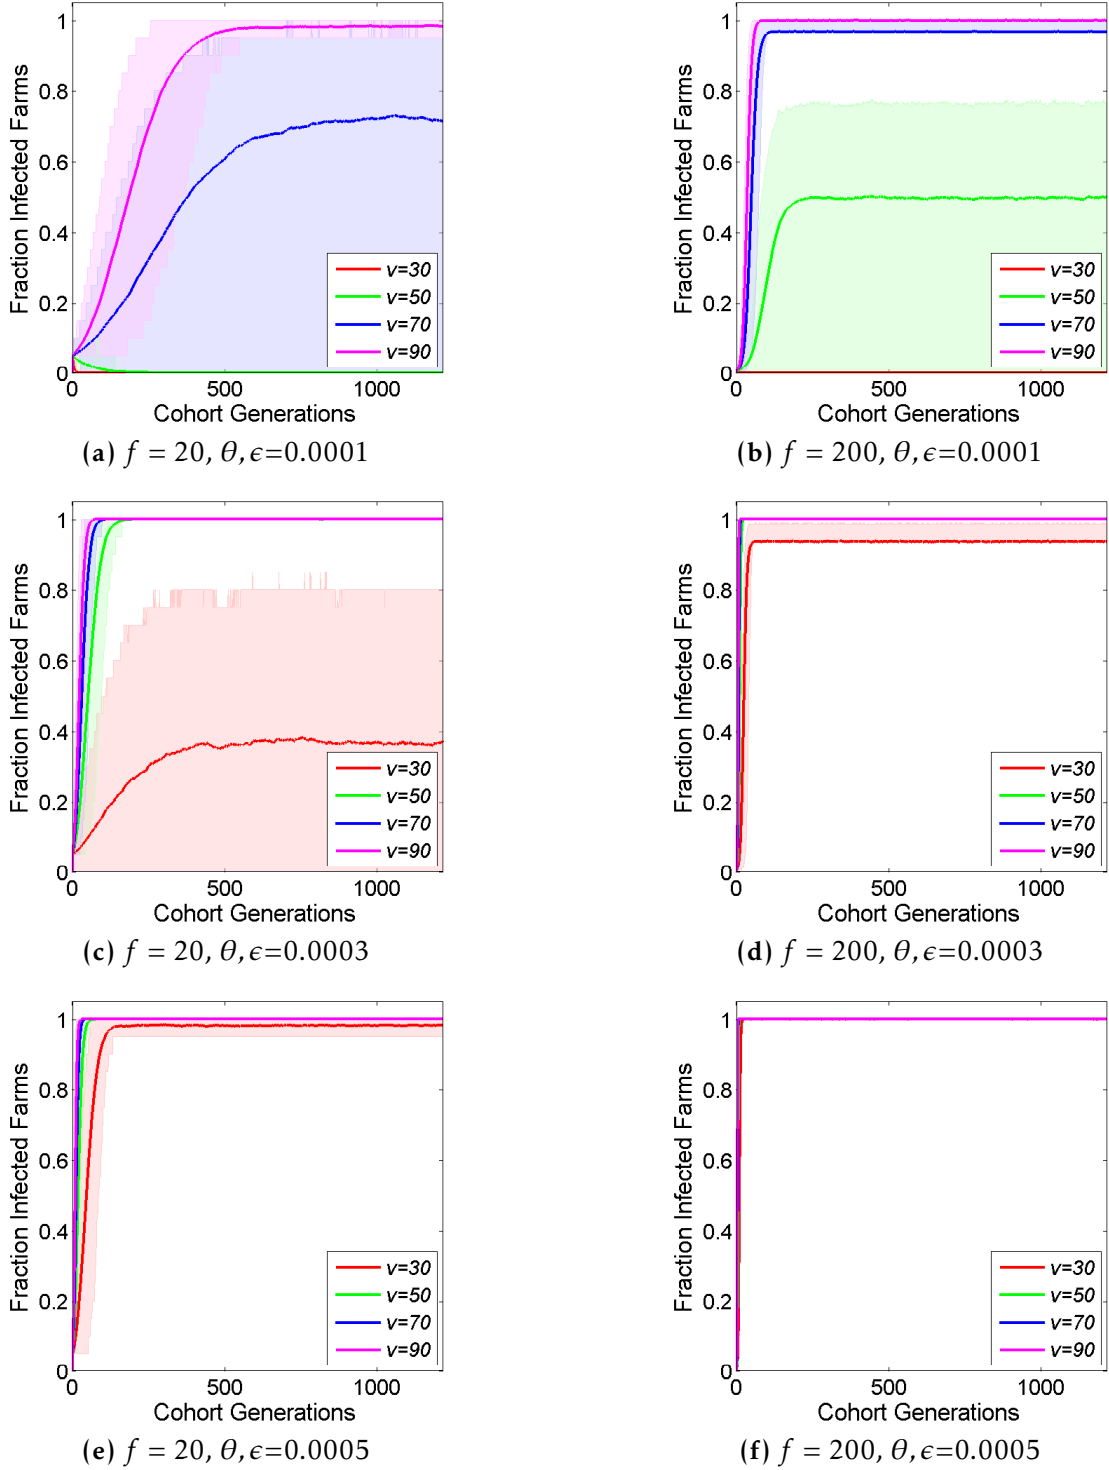 Fraction Infected Farms
1
0.8
0.6
0.4
0.2
0
0 500 1000
Cohort Generations
v=30
v=50
v=70
v=90
(a) f = 20, θ,ϵ=0.0001
Fraction Infected Farms
1
0.8
0.6
0.4
0.2
0
0 500 1000
Cohort Generations
v=30
v=50
v=70
v=90
(b) f = 200, θ,ϵ=0.0001
Fraction Infected Farms
1
0.8
0.6
0.4
0.2
0
0 500 1000
Cohort Generations
v=30
v=50
v=70
v=90
(c) f = 20, θ,ϵ=0.0003
Fraction Infected Farms
1
0.8
0.6
0.4
0.2
0
0 500 1000
Cohort Generations
v=30
v=50
v=70
v=90
(d) f = 200, θ,ϵ=0.0003
Fraction Infected Farms
1
0.8
0.6
0.4
0.2
0
0 500 1000
Cohort Generations
v=30
v=50
v=70
v=90
(e) f = 20, θ,ϵ=0.0005
Fraction Infected Farms
1
0.8
0.6
0.4
0.2
0
0 500 1000
Cohort Generations
v=30
v=50
v=70
v=90
(f) f = 200, θ,ϵ=0.0005